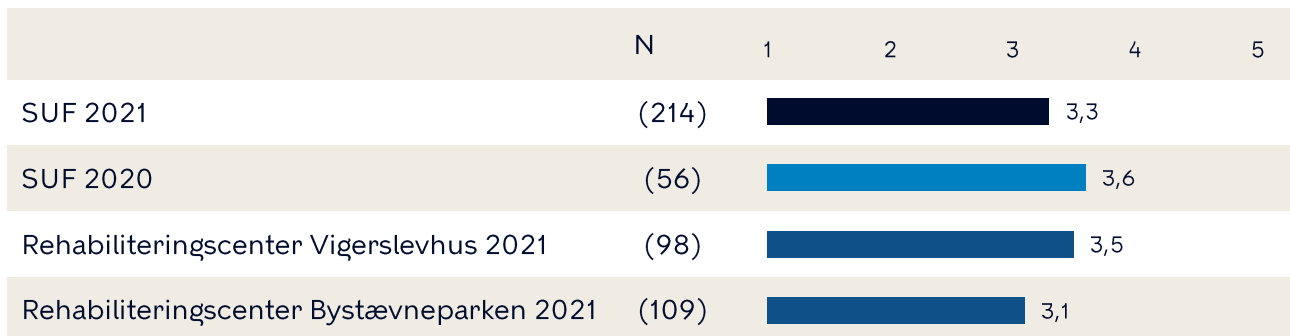 N 1 2 3 4 5
SUF 2021 (214) 3,3
SUF 2020 (56) 3,6
Rehabiliteringscenter Vigerslevhus 2021 (98) 3,5
Rehabiliteringscenter Bystævneparken 2021 (109) 3,1